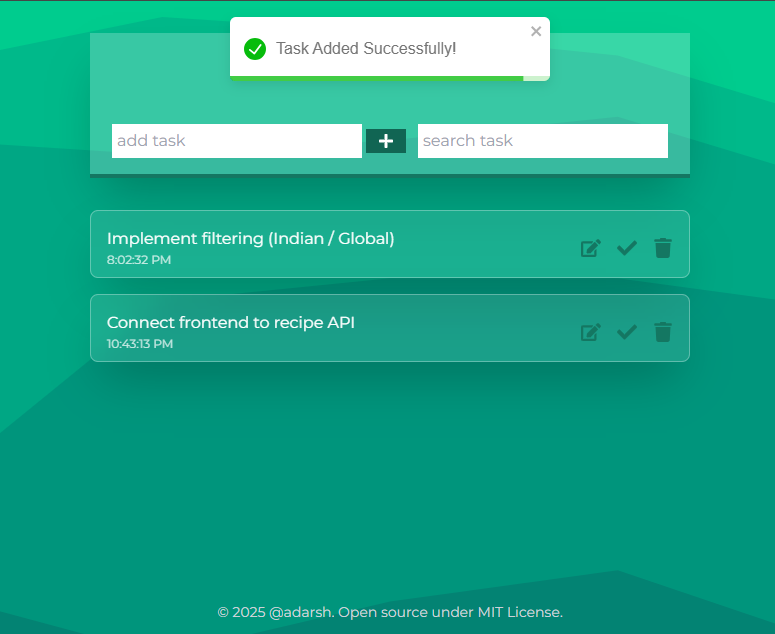 Task Added Successfully!
add task
search task
Implement filtering (Indian / Global)
8:02:32 PM
Connect frontend to recipe API
10:43:13 PM
© 2025 @adarsh. Open source under MIT License.